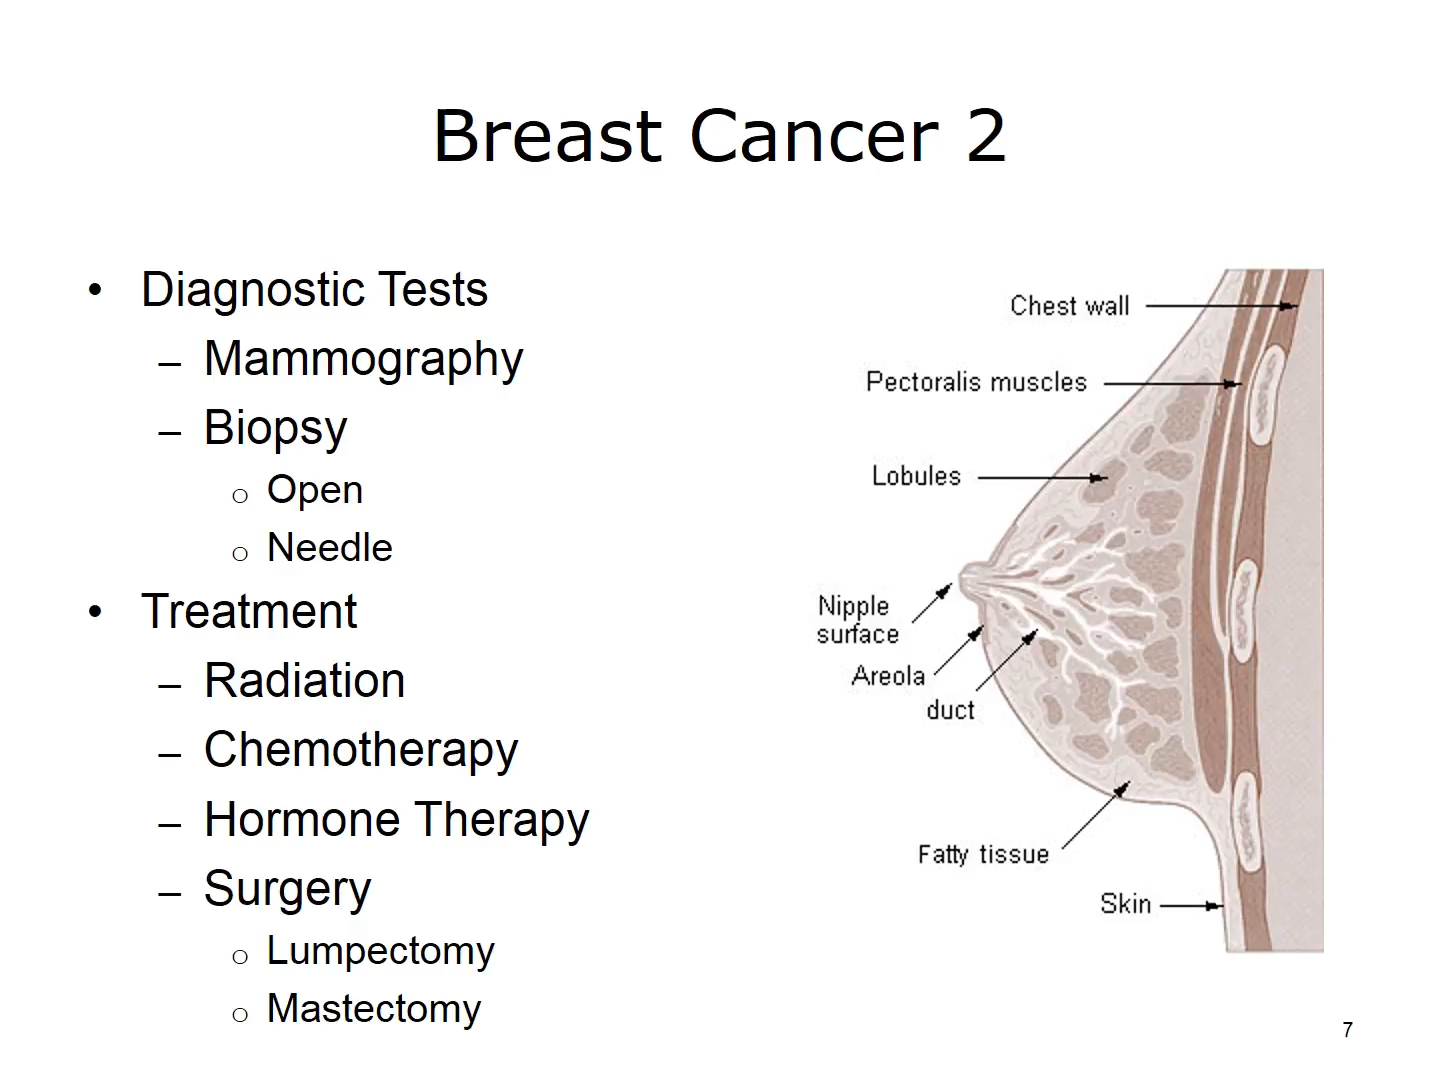 Breast Cancer 2
• Diagnostic Tests
– Mammography
– Biopsy
o Open
o Needle
• Treatment
– Radiation
– Chemotherapy
– Hormone Therapy
– Surgery
o Lumpectomy
o Mastectomy
Chest wall
Pectoralis muscles
Lobules
Nipple
surface
Areola
duct
Fatty tissue
Skin
7